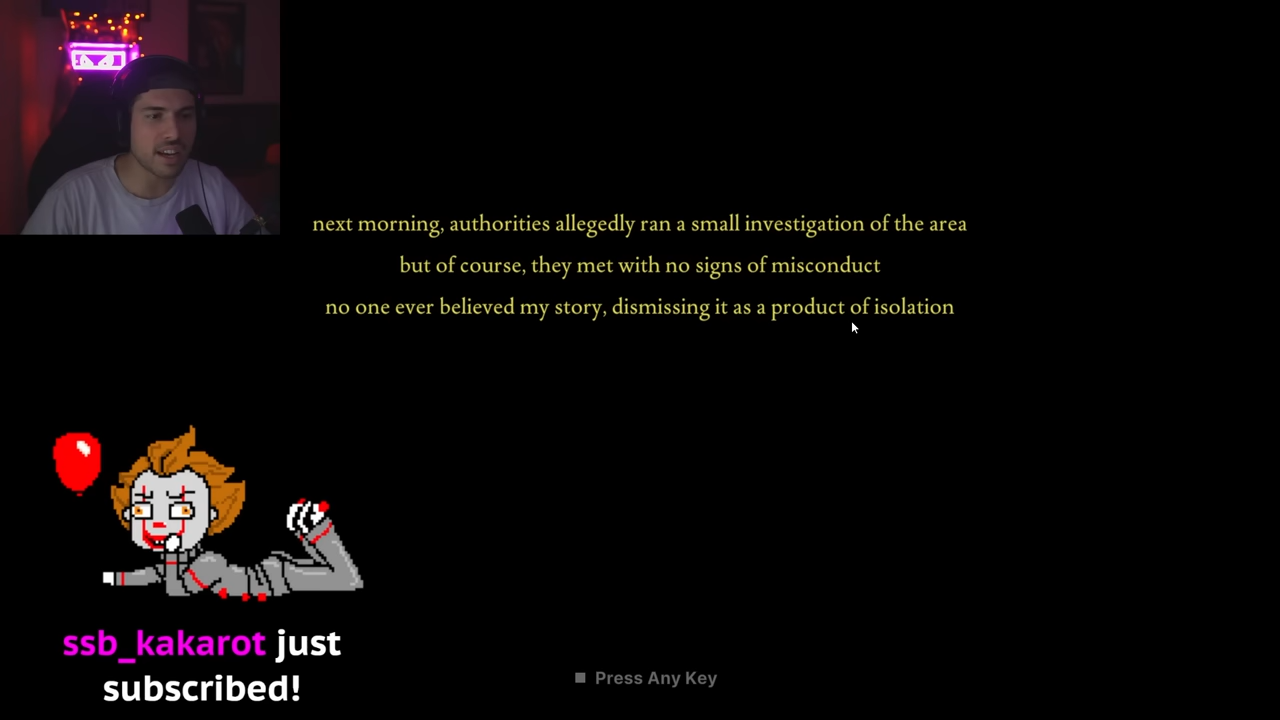 next morning, authorities allegedly ran a small investigation of the area
but of course, they met with no signs of misconduct
no one ever believed my story, dismissing it as a product of isolation
ssb_kakarot just
subscribed!
Press Any Key